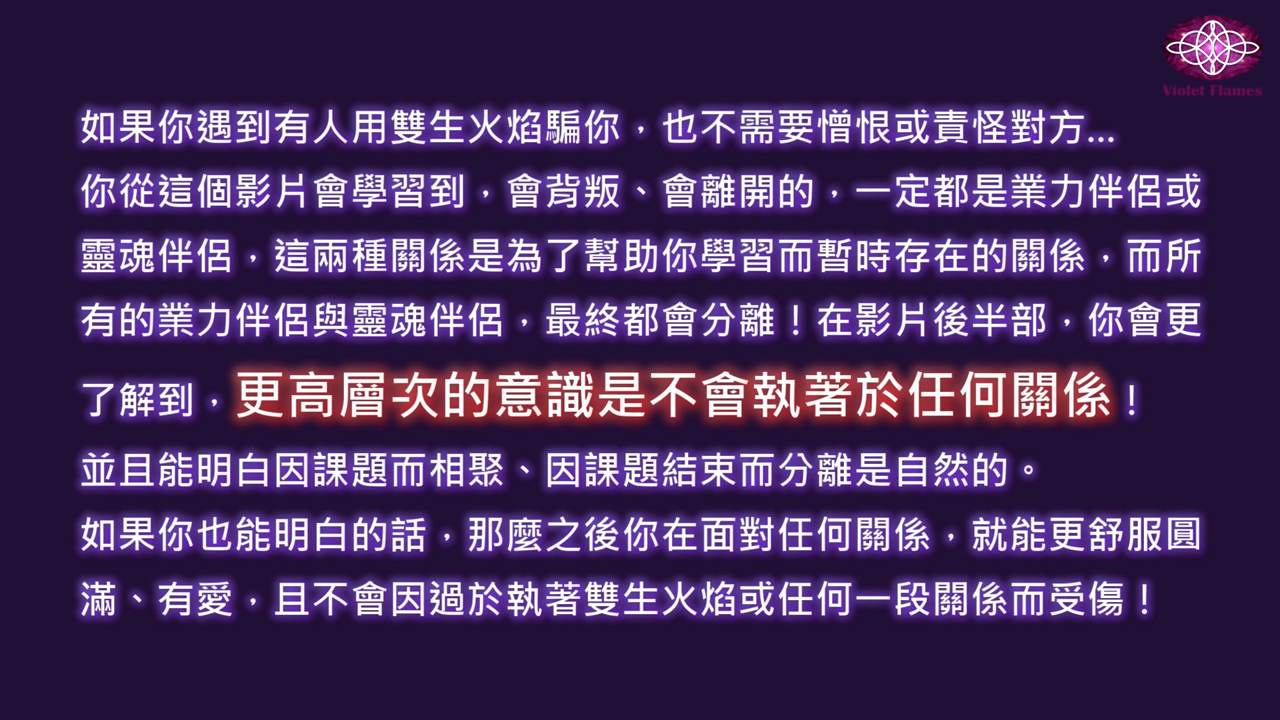 Violet Flames
如果你遇到有人用雙生火焰騙你，也不需要憎恨或責怪對方...
你從這個影片會學習到，會背叛、會離開的，一定都是業力伴侶或
靈魂伴侶，這兩種關係是為了幫助你學習而暫時存在的關係，而所
有的業力伴侶與靈魂伴侶，最終都會分離！在影片後半部，你會更
了解到，更高層次的意識是不會執著於任何關係！
並且能明白因課題而相聚、因課題結束而分離是自然的。
如果你也能明白的話，那麼之後你在面對任何關係，就能更舒服圓
滿、有愛，且不會因過於執著雙生火焰或任何一段關係而受傷！